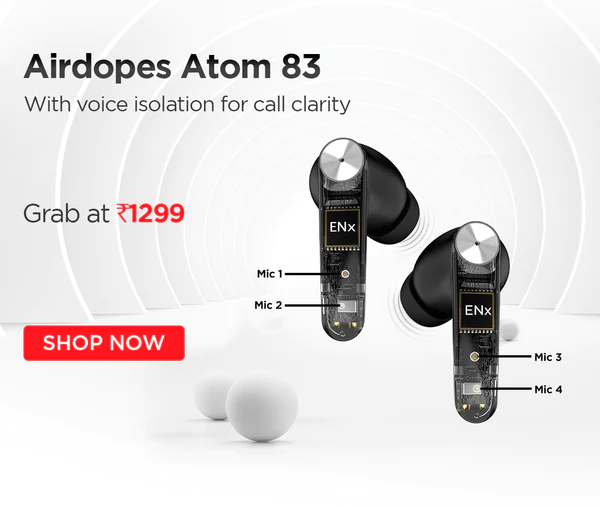 Airdopes Atom 83
With voice isolation for call clarity
Grab at ₹1299
ENx
Mic 1
Mic 2
SHOP NOW
ENx
Mic 3
Mic 4